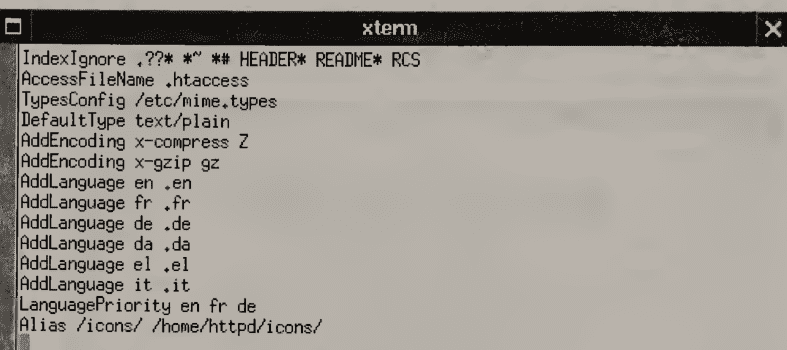 xterm
IndexIgnore .??* *~ *# HEADER* README* RCS
AccessFileName .htaccess
TypesConfig /etc/mime.types
DefaultType text/plain
AddEncoding x-compress Z
AddEncoding x-gzip gz
AddLanguage en .en
AddLanguage fr .fr
AddLanguage de .de
AddLanguage da .da
AddLanguage el .el
AddLanguage it .it
LanguagePriority en fr de
Alias /icons/ /home/httpd/icons/